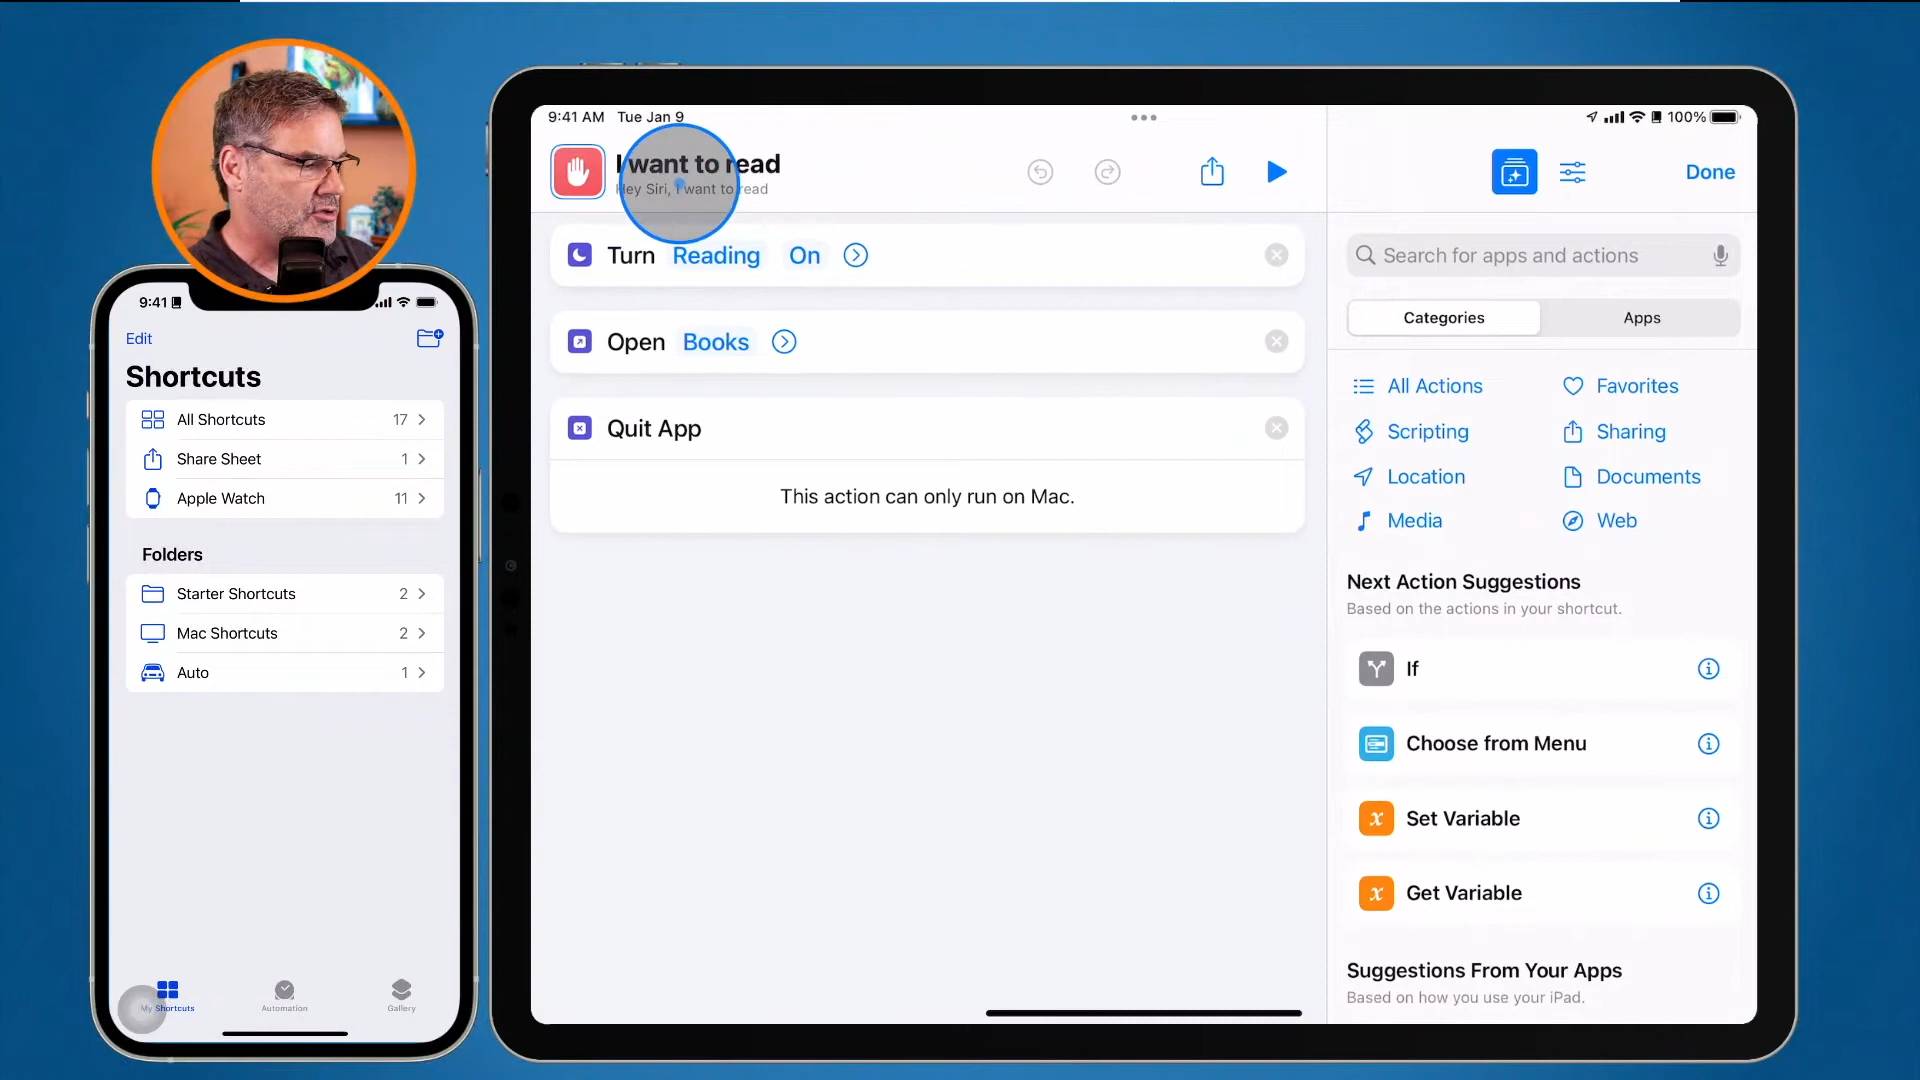 9:41
Edit
Shortcuts
All Shortcuts 17
Share Sheet 1
Apple Watch 11
Folders
Starter Shortcuts 2
Mac Shortcuts 2
Auto 1
My Shortcuts
Automation
Gallery
9:41 AM Tue Jan 9
100%
I want to read
Hey Siri, I want to read
Done
Turn Reading On
Open Books
Quit App
This action can only run on Mac.
Search for apps and actions
Categories
Apps
All Actions
Favorites
Scripting
Sharing
Location
Documents
Media
Web
Next Action Suggestions
Based on the actions in your shortcut.
If
Choose from Menu
Set Variable
Get Variable
Suggestions From Your Apps
Based on how you use your iPad.